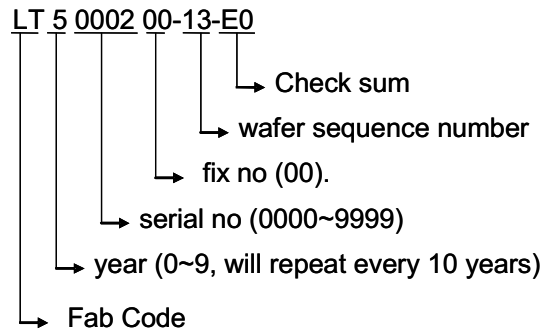 LT 5 0002 00-13-E0
Check sum
wafer sequence number
fix no (00).
serial no (0000~9999)
year (0~9, will repeat every 10 years)
Fab Code